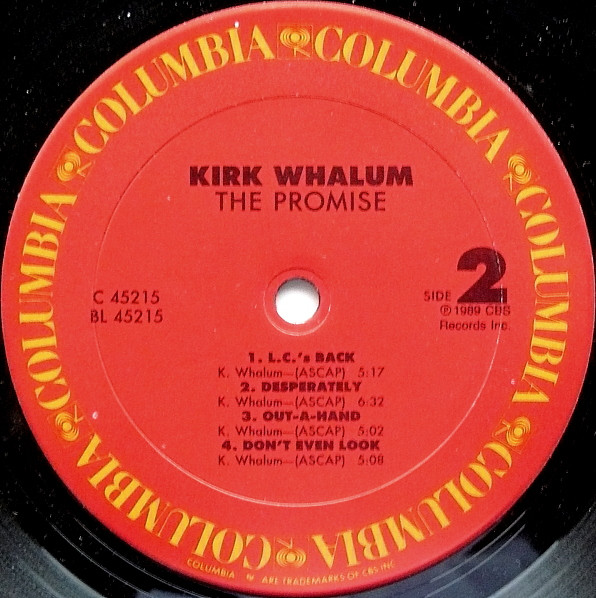 COLUMBIA COLUMBIA COLUMBIA COLUMBIA COLUMBIA COLUMBIA COLUMBIA COLUMBIA
KIRK WHALUM
THE PROMISE
C 45215
BL 45215
SIDE 2
℗ 1989 CBS
Records Inc.
1. L.C.'s BACK
K. Whalum—(ASCAP) 5:17
2. DESPERATELY
K. Whalum—(ASCAP) 6:32
3. OUT-A-HAND
K. Whalum—(ASCAP) 5:02
4. DON'T EVEN LOOK
K. Whalum—(ASCAP) 5:08
COLUMBIA ARE TRADEMARKS OF CBS INC